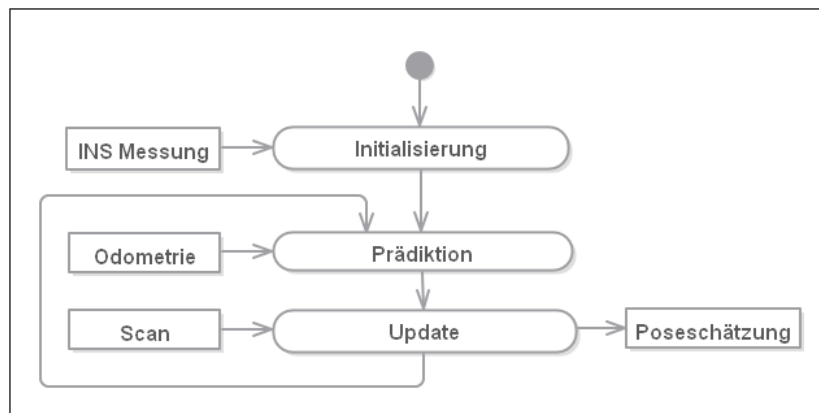 INS Messung
Initialisierung
Odometrie
Prädiktion
Scan
Update
Poseschätzung